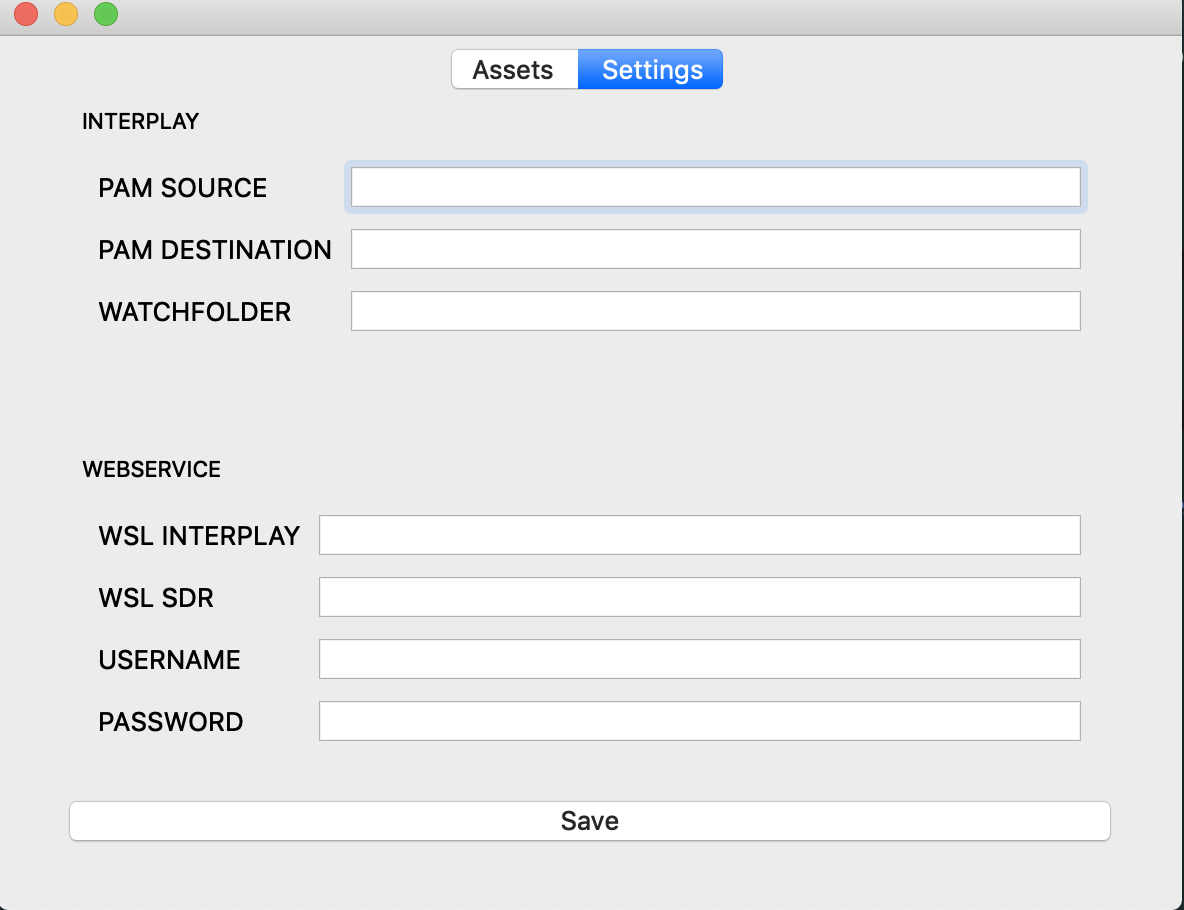 Assets Settings
INTERPLAY
PAM SOURCE
PAM DESTINATION
WATCHFOLDER
WEBSERVICE
WSL INTERPLAY
WSL SDR
USERNAME
PASSWORD
Save